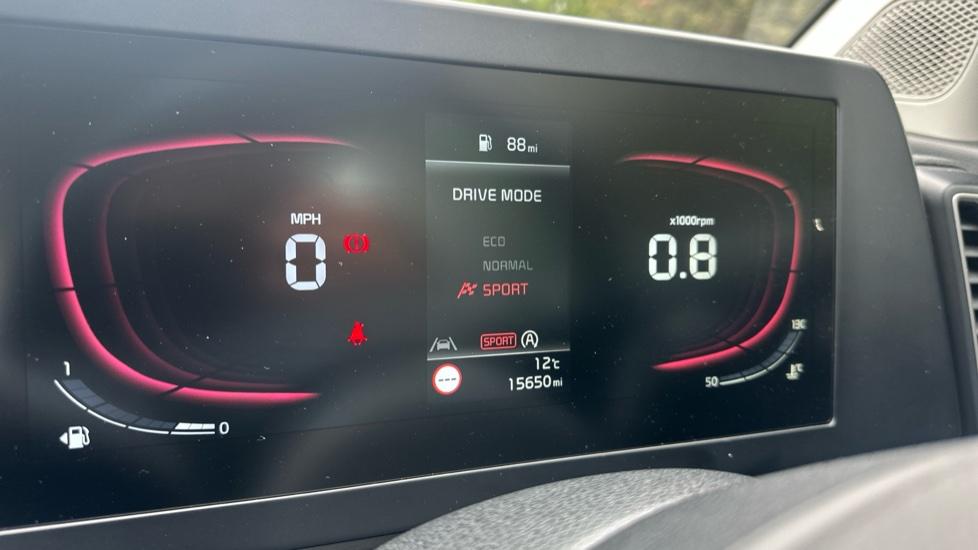 88mi
DRIVE MODE
MPH
0
x1000rpm
0.8
ECO
NORMAL
SPORT
SPORT A
---
12℃
15650mi
1
0
50
130